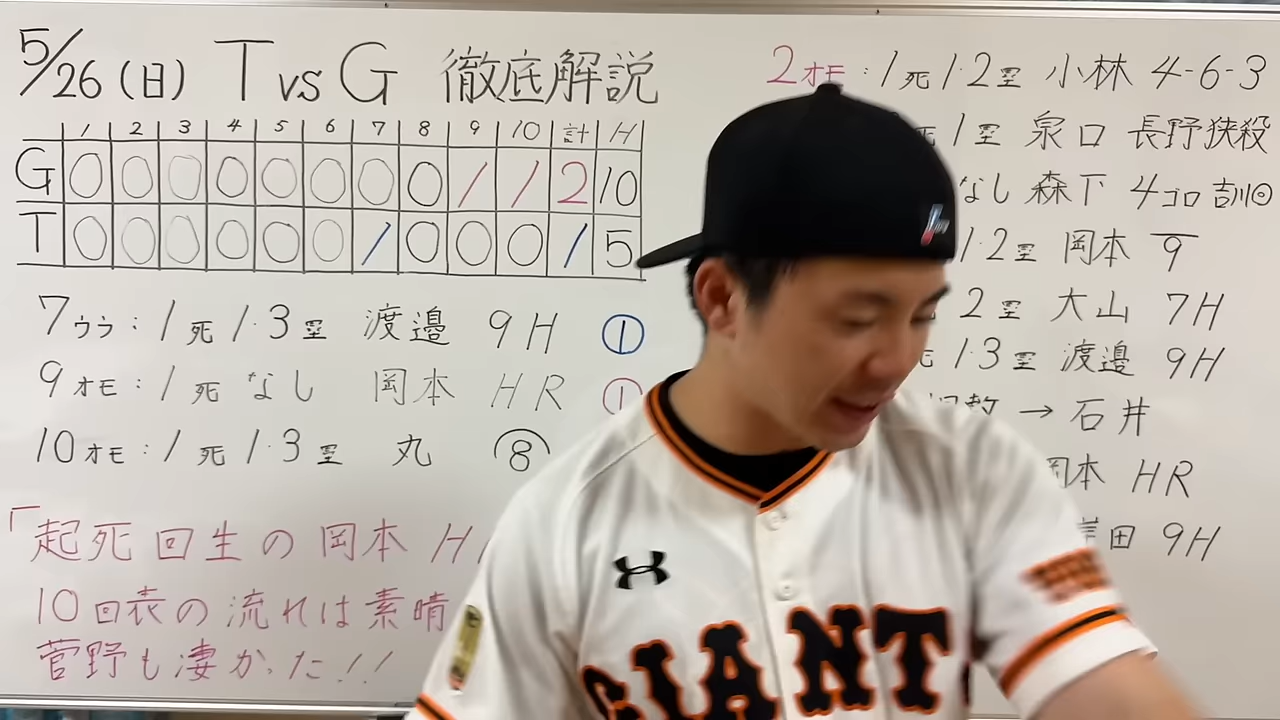 5/26(日) T vs G 徹底解説
1 2 3 4 5 6 7 8 9 10 計 H
G 0 0 0 0 0 0 0 0 1 1 2 10
T 0 0 0 0 0 0 1 0 0 0 1 5
7ウラ:1死1・3塁 渡邉 9H ①
9オモ:1死なし 岡本 HR ①
10オモ:1死1・3塁 丸 ⑧
「起死回生の岡本 H
10回表の流れは素晴
菅野も凄かった!!
2オモ:1死1・2塁 小林 4-6-3
1塁 泉口 長野狭殺
なし 森下 4ゴロ 吉川◎
1・2塁 岡本 9
2塁 大山 7H
1・3塁 渡邉 9H
→ 石井
岡本 HR
岸田 9H
GIANT